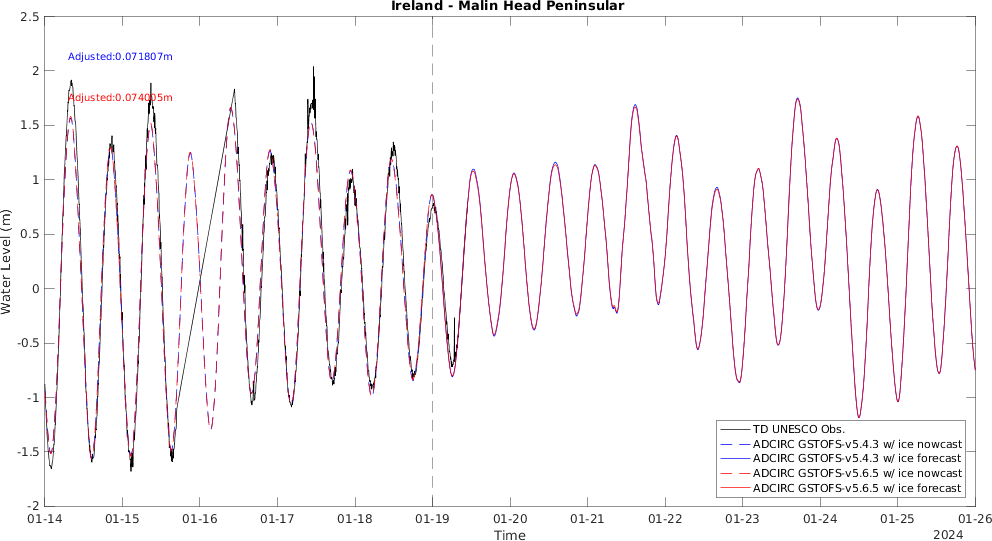 Ireland - Malin Head Peninsular
Adjusted:0.071807m
Adjusted:0.074005m
Water Level (m)
2.5
2
1.5
1
0.5
0
-0.5
-1
-1.5
-2
TD UNESCO Obs.
ADCIRC GSTOFS-v5.4.3 w/ ice nowcast
ADCIRC GSTOFS-v5.4.3 w/ ice forecast
ADCIRC GSTOFS-v5.6.5 w/ ice nowcast
ADCIRC GSTOFS-v5.6.5 w/ ice forecast
01-14 01-15 01-16 01-17 01-18 01-19 01-20 01-21 01-22 01-23 01-24 01-25 01-26
Time
2024